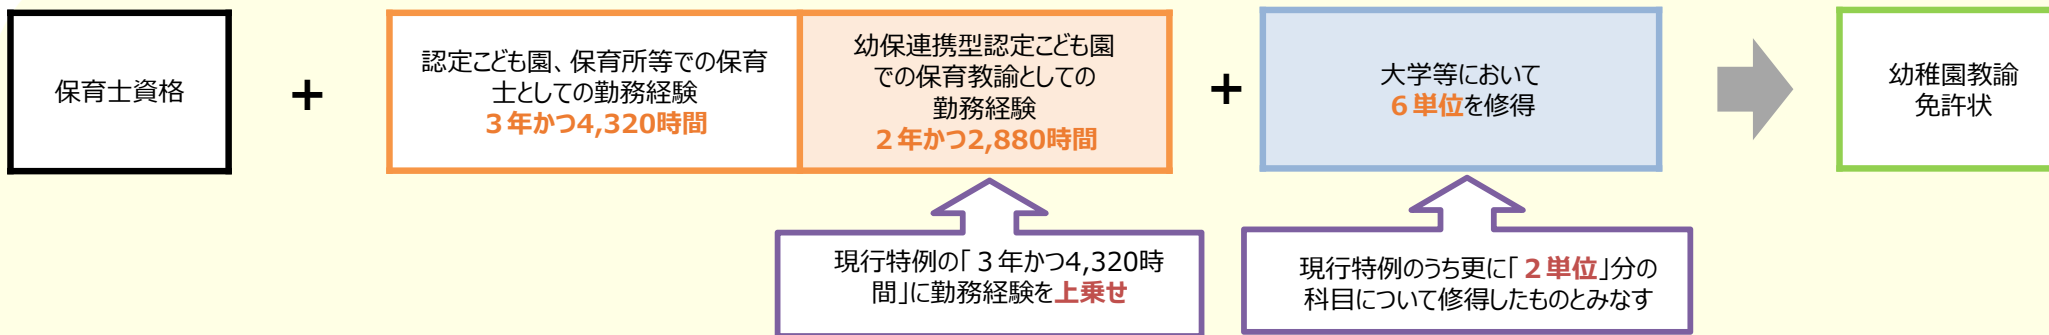 保育士資格
+
認定こども園、保育所等での保育
士としての勤務経験
３年かつ4,320時間
幼保連携型認定こども園
での保育教諭としての
勤務経験
２年かつ2,880時間
+
大学等において
６単位を修得
幼稚園教諭
免許状
現行特例の「３年かつ4,320時
間」に勤務経験を上乗せ
現行特例のうち更に「２単位」分の
科目について修得したものとみなす